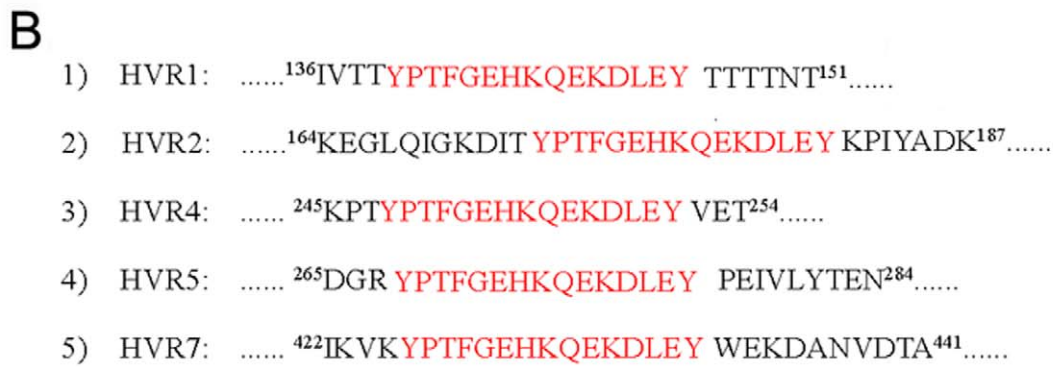 B
1) HVR1: ......¹³⁶IVTTYPTFGEHKQEKDLEY TTTTNT¹⁵¹......
2) HVR2: ......¹⁶⁴KEGLQIGKDIT YPTFGEHKQEKDLEY KPIYADK¹⁸⁷......
3) HVR4: ...... ²⁴⁵KPTYPTFGEHKQEKDLEY VET²⁵⁴......
4) HVR5: ...... ²⁶⁵DGR YPTFGEHKQEKDLEY PEIVLYTEN²⁸⁴......
5) HVR7: ...... ⁴²²IKVKYPTFGEHKQEKDLEY WEKDANVDTA⁴⁴¹......